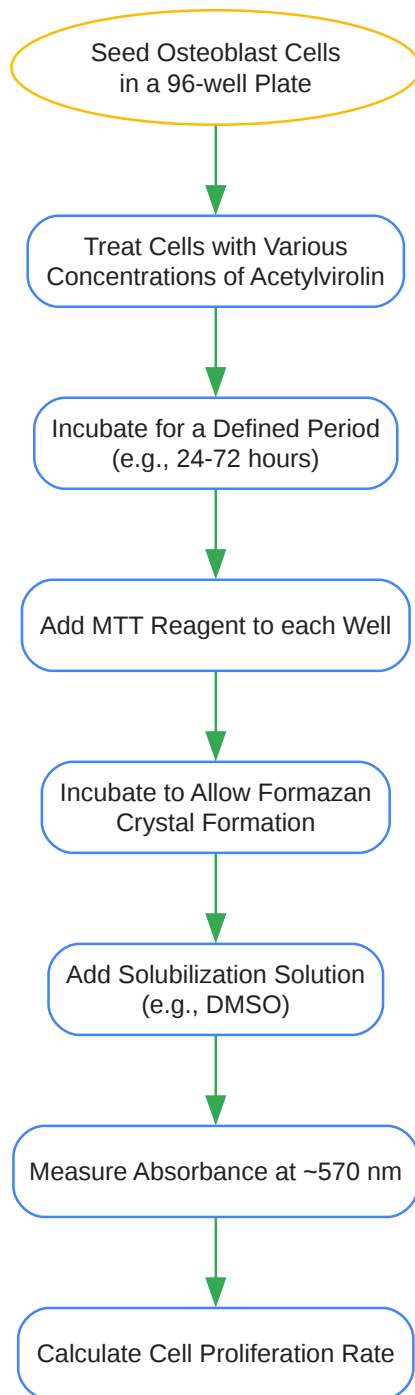 Seed Osteoblast Cells
in a 96-well Plate
Treat Cells with Various
Concentrations of Acetylvirolin
Incubate for a Defined Period
(e.g., 24-72 hours)
Add MTT Reagent to each Well
Incubate to Allow Formazan
Crystal Formation
Add Solubilization Solution
(e.g., DMSO)
Measure Absorbance at ~570 nm
Calculate Cell Proliferation Rate